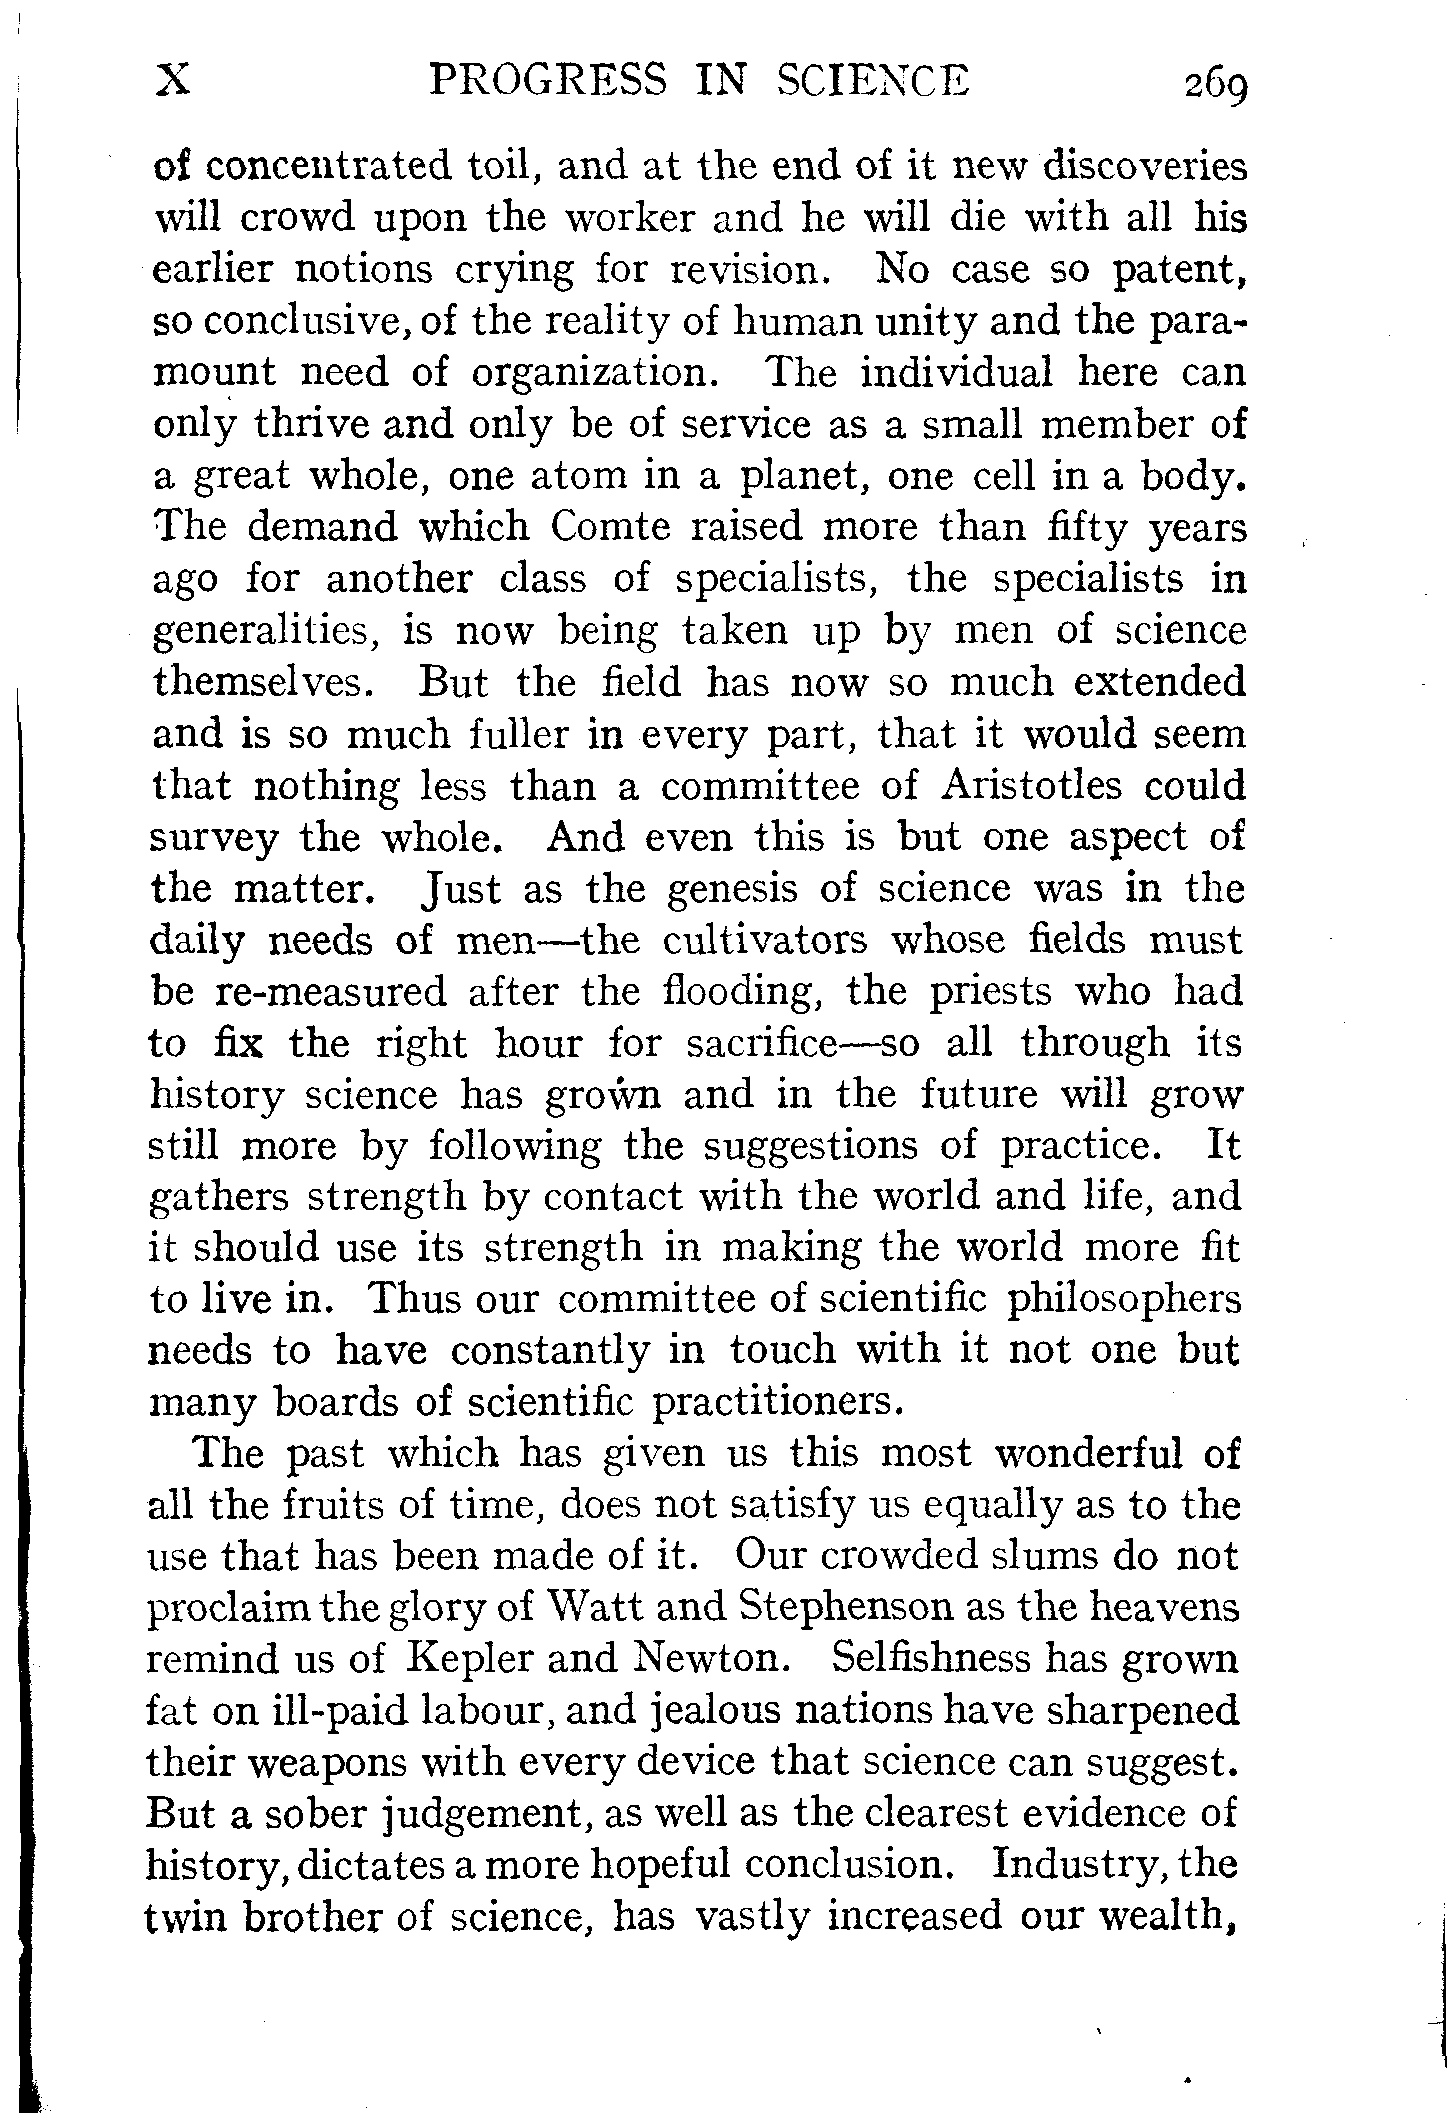 X PROGRESS IN SCIENCE 269
of concentrated toil, and at the end of it new discoveries
will crowd upon the worker and he will die with all his
earlier notions crying for revision. No case so patent,
so conclusive, of the reality of human unity and the para-
mount need of organization. The individual here can
only thrive and only be of service as a small member of
a great whole, one atom in a planet, one cell in a body.
The demand which Comte raised more than fifty years
ago for another class of specialists, the specialists in
generalities, is now being taken up by men of science
themselves. But the field has now so much extended
and is so much fuller in every part, that it would seem
that nothing less than a committee of Aristotles could
survey the whole. And even this is but one aspect of
the matter. Just as the genesis of science was in the
daily needs of men—the cultivators whose fields must
be re-measured after the flooding, the priests who had
to fix the right hour for sacrifice—so all through its
history science has grown and in the future will grow
still more by following the suggestions of practice. It
gathers strength by contact with the world and life, and
it should use its strength in making the world more fit
to live in. Thus our committee of scientific philosophers
needs to have constantly in touch with it not one but
many boards of scientific practitioners.
The past which has given us this most wonderful of
all the fruits of time, does not satisfy us equally as to the
use that has been made of it. Our crowded slums do not
proclaim the glory of Watt and Stephenson as the heavens
remind us of Kepler and Newton. Selfishness has grown
fat on ill-paid labour, and jealous nations have sharpened
their weapons with every device that science can suggest.
But a sober judgement, as well as the clearest evidence of
history, dictates a more hopeful conclusion. Industry, the
twin brother of science, has vastly increased our wealth,